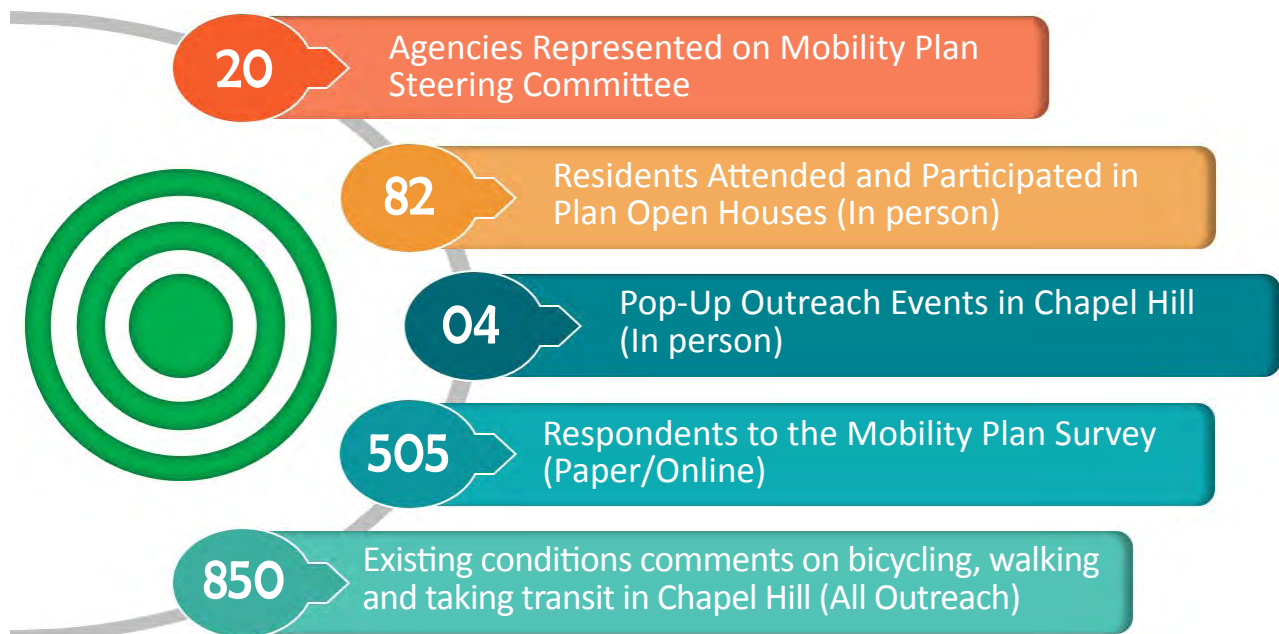 20
Agencies Represented on Mobility Plan
Steering Committee
82
Residents Attended and Participated in
Plan Open Houses (In person)
04
Pop-Up Outreach Events in Chapel Hill
(In person)
505
Respondents to the Mobility Plan Survey
(Paper/Online)
850
Existing conditions comments on bicycling, walking
and taking transit in Chapel Hill (All Outreach)